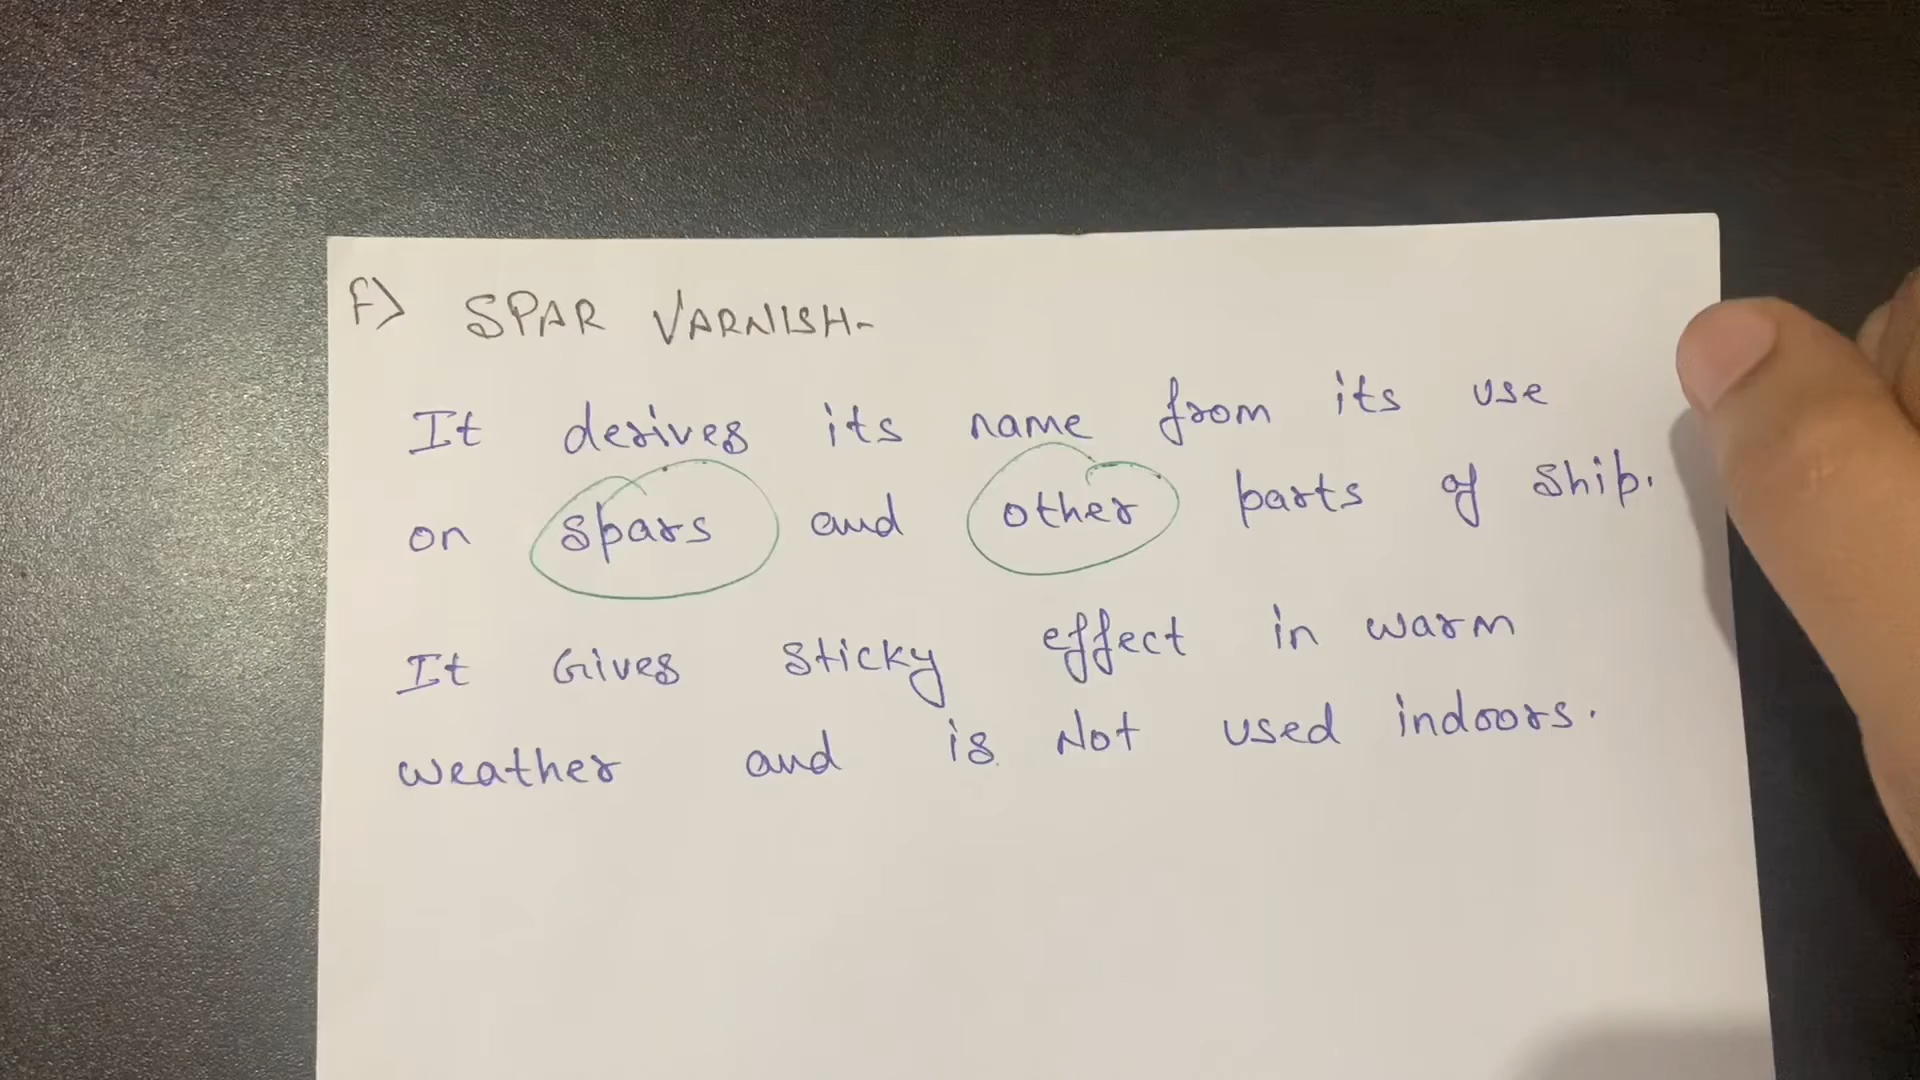 F) SPAR VARNISH-
It derives its name from its use
on spars and other parts of ship.
It Gives sticky effect in warm
weather and is Not used indoors.